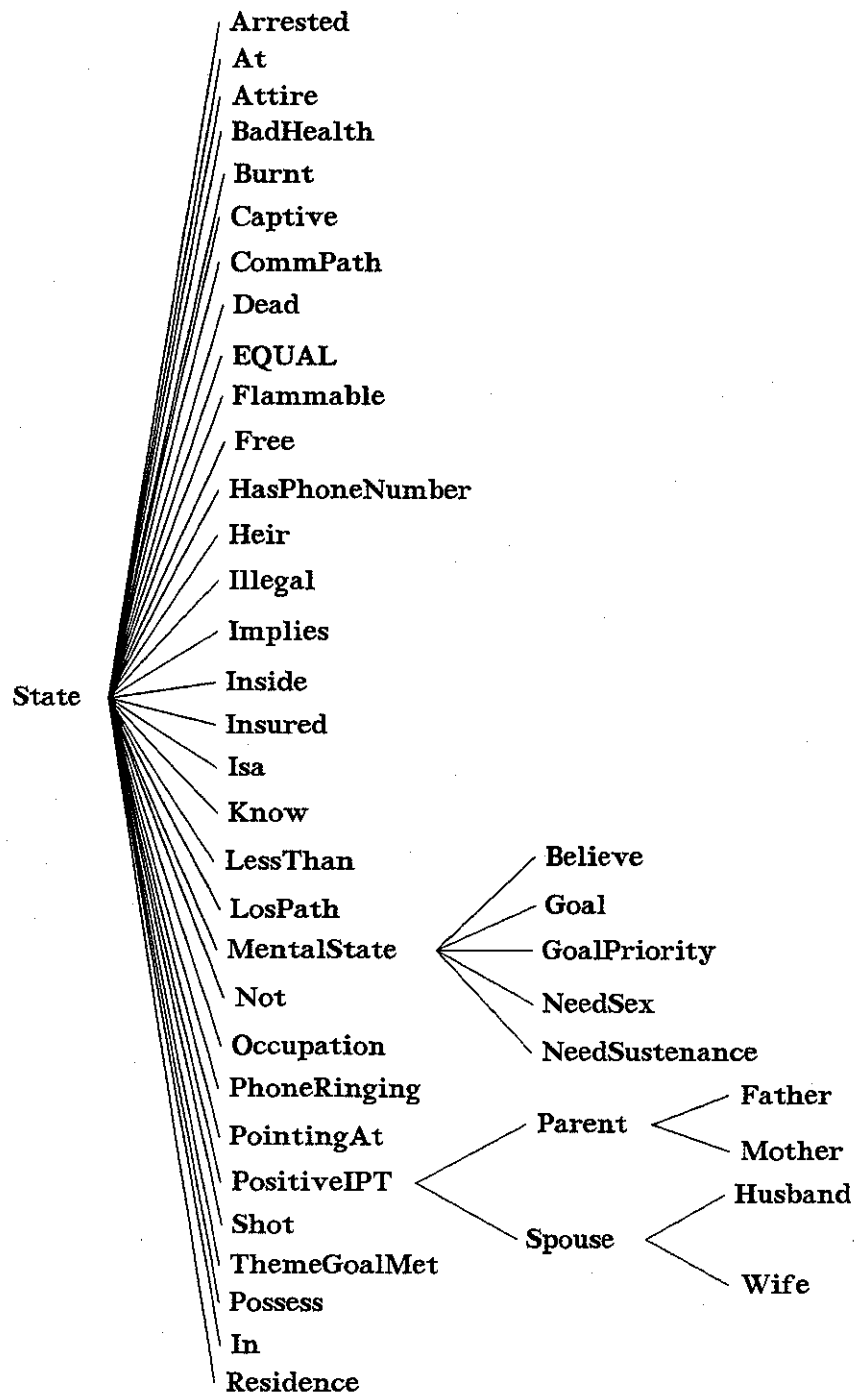 Arrested
At
Attire
BadHealth
Burnt
Captive
CommPath
Dead
EQUAL
Flammable
Free
HasPhoneNumber
Heir
Illegal
Implies
Inside
State
Insured
Isa
Know
LessThan
Believe
LosPath
Goal
MentalState
GoalPriority
Not
NeedSex
Occupation
NeedSustenance
PhoneRinging
Father
PointingAt
Parent
Mother
PositiveIPT
Husband
Shot
Spouse
ThemeGoalMet
Wife
Possess
In
Residence